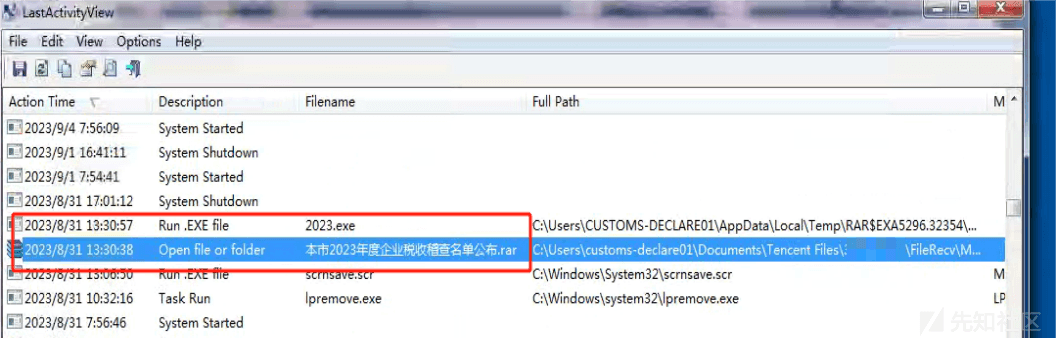 LastActivityView
File Edit View Options Help
Action Time Description Filename Full Path M
2023/9/4 7:56:09 System Started
2023/9/1 16:41:11 System Shutdown
2023/9/1 7:54:41 System Started
2023/8/31 17:01:12 System Shutdown
2023/8/31 13:30:57 Run .EXE file 2023.exe C:\Users\CUSTOMS-DECLARE01\AppData\Local\Temp\RAR$EXA5296.32354\...
2023/8/31 13:30:38 Open file or folder 本市2023年度企业税收稽查名单公布.rar C:\Users\customs-declare01\Documents\Tencent Files\ \FileRecv\M...
2023/8/31 13:06:50 Run .EXE file scrnsave.scr C:\Windows\System32\scrnsave.scr M
2023/8/31 10:32:16 Task Run lpremove.exe C:\Windows\system32\lpremove.exe LP
2023/8/31 7:56:46 System Started
先知社区